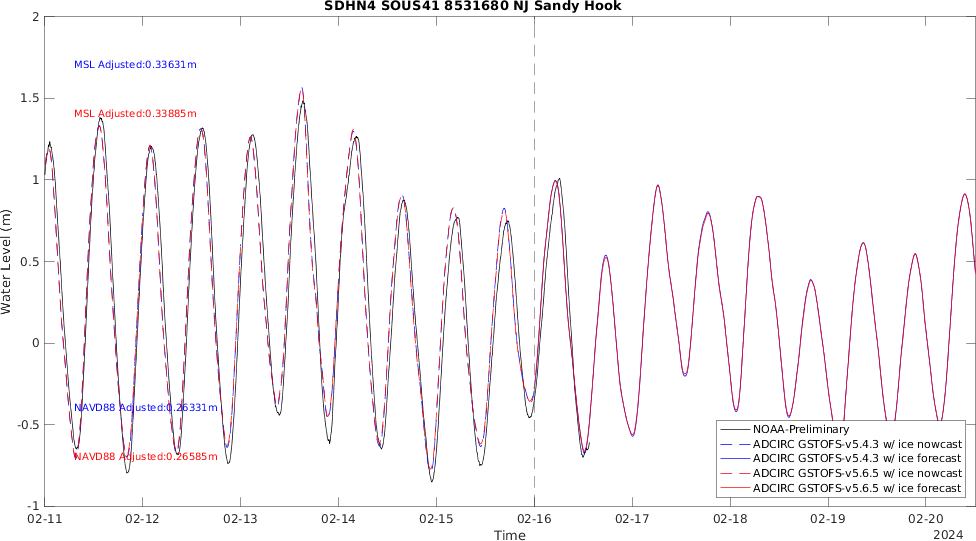 SDHN4 SOUS41 8531680 NJ Sandy Hook
2
1.5
1
0.5
0
-0.5
-1
Water Level (m)
MSL Adjusted:0.33631m
MSL Adjusted:0.33885m
NAVD88 Adjusted:0.26331m
NAVD88 Adjusted:0.26585m
NOAA-Preliminary
ADCIRC GSTOFS-v5.4.3 w/ ice nowcast
ADCIRC GSTOFS-v5.4.3 w/ ice forecast
ADCIRC GSTOFS-v5.6.5 w/ ice nowcast
ADCIRC GSTOFS-v5.6.5 w/ ice forecast
02-11 02-12 02-13 02-14 02-15 02-16 02-17 02-18 02-19 02-20
Time
2024